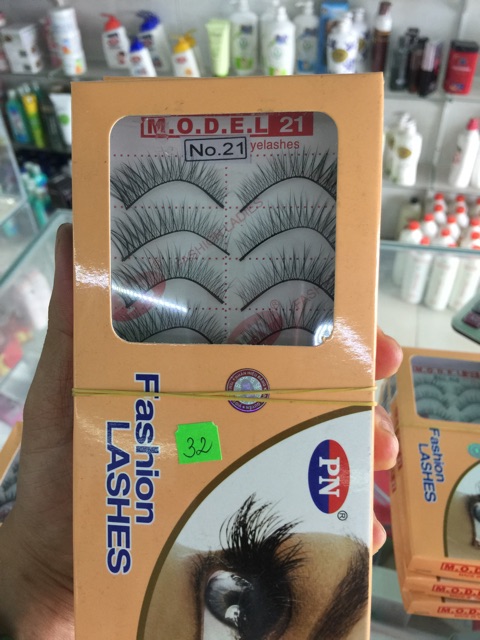 M.O.D.E.L 21
No.21
yelashes
Fashion
LASHES
32
PN
®
Fashion
LASHES
M.O.D.E
M.O.D.E
M.O.D.